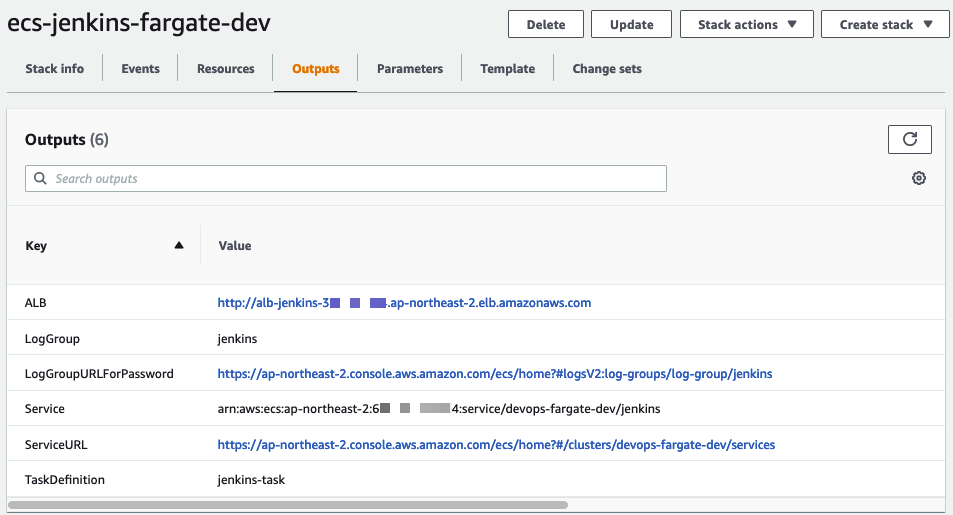 ecs-jenkins-fargate-dev
Delete Update Stack actions Create stack
Stack info Events Resources Outputs Parameters Template Change sets
Outputs (6)
Search outputs
Key Value
ALB http://alb-jenkins-3 .ap-northeast-2.elb.amazonaws.com
LogGroup jenkins
LogGroupURLForPassword https://ap-northeast-2.console.aws.amazon.com/ecs/home?#logsV2:log-groups/log-group/jenkins
Service arn:aws:ecs:ap-northeast-2:6 4:service/devops-fargate-dev/jenkins
ServiceURL https://ap-northeast-2.console.aws.amazon.com/ecs/home?#/clusters/devops-fargate-dev/services
TaskDefinition jenkins-task